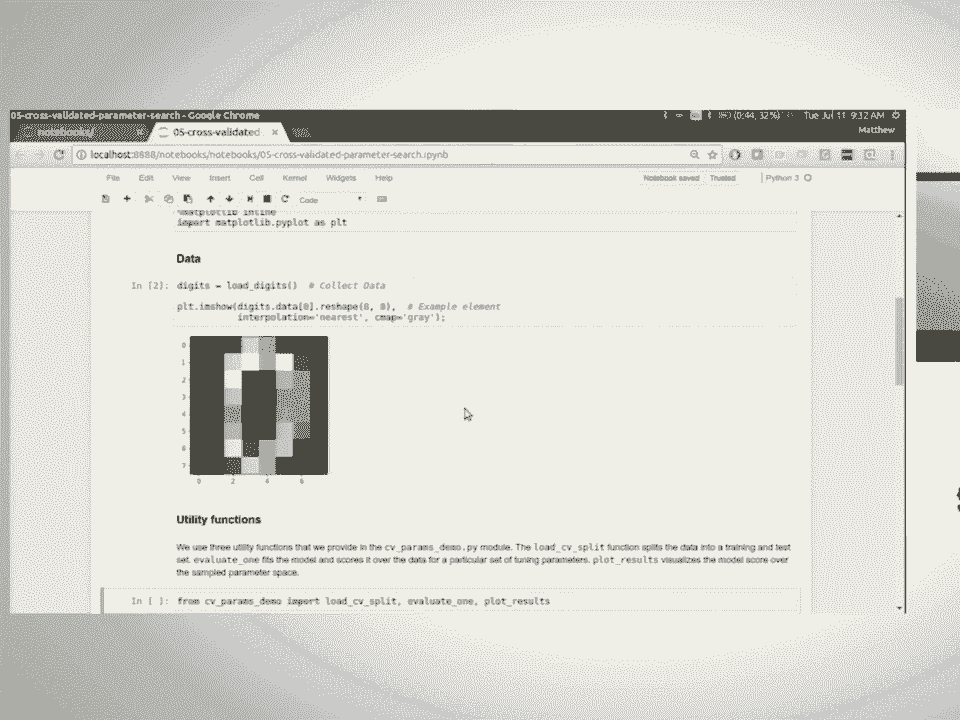 05-cross-validated-parameter-search - Google Chrome
(0:44, 32%)
Tue Jul 11 9:32 AM
05-cross-validated
Matthew
localhost:8888/notebooks/notebooks/05-cross-validated-parameter-search.ipynb
File Edit View Insert Cell Kernel Widgets Help
Notebook saved Trusted Python 3
Code
%matplotlib inline
import matplotlib.pyplot as plt
Data
In [2]: digits = load_digits() # Collect Data
plt.imshow(digits.data[0].reshape(8, 8), # Example element
interpolation='nearest', cmap='gray');
0
1
2
3
4
5
6
7
0 2 4 6
Utility functions
We use three utility functions that we provide in the cv_params_demo.py module. The load_cv_split function splits the data into a training and test
set. evaluate_one fits the model and scores it over the data for a particular set of tuning parameters. plot_results visualizes the model score over
the sampled parameter space.
In [ ]: from cv_params_demo import load_cv_split, evaluate_one, plot_results